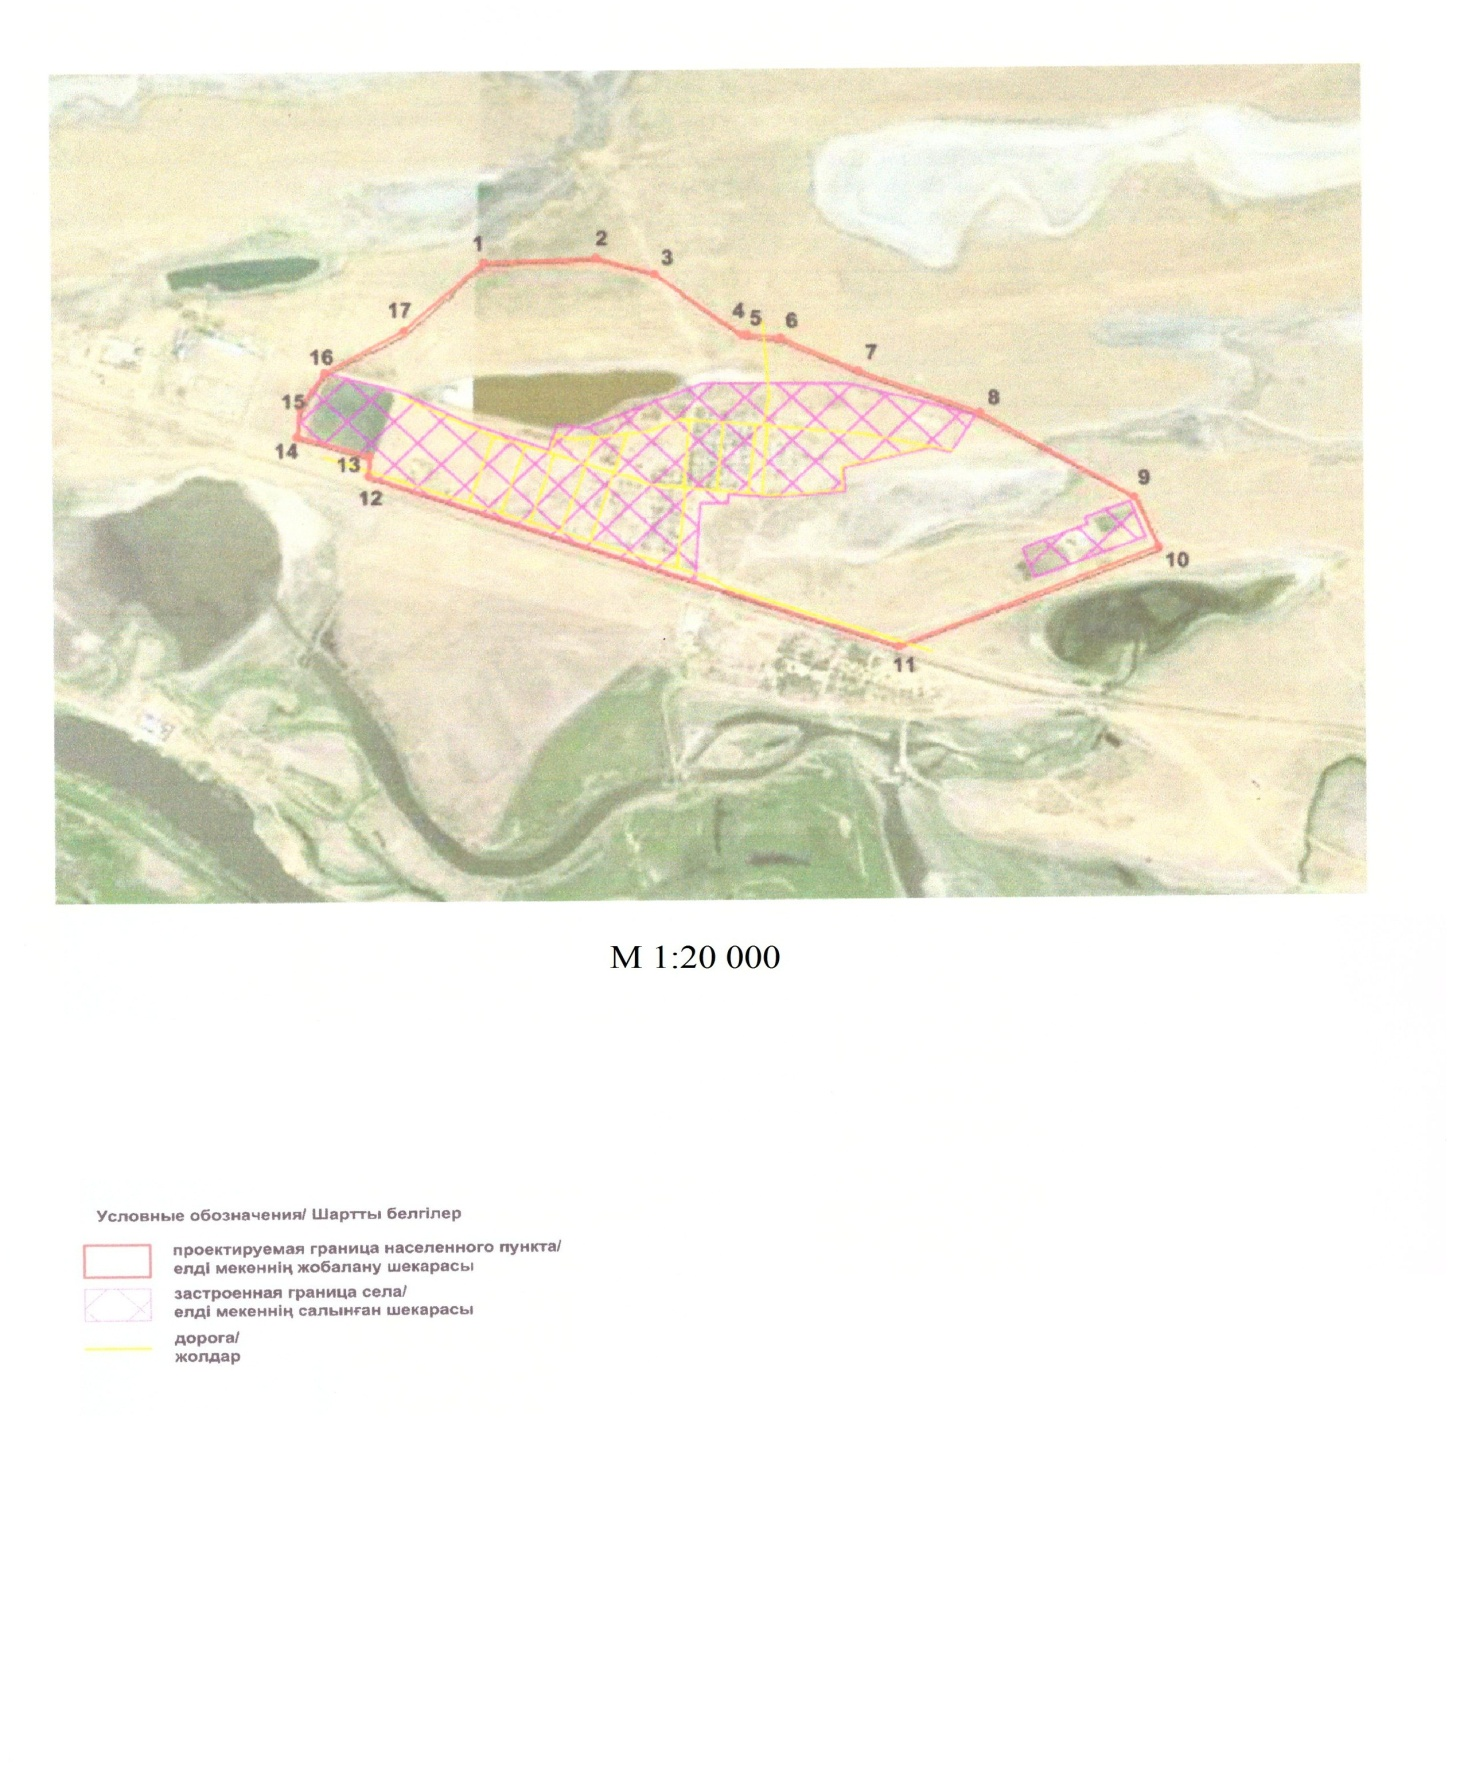 1
2
3
17
4
5
6
7
16
8
15
14
13
9
12
10
11
М 1:20 000
Условные обозначения/ Шартты белгілер
проектируемая граница населенного пункта/
елді мекеннің жобалану шекарасы
застроенная граница села/
елді мекеннің салынған шекарасы
дорога/
жолдар